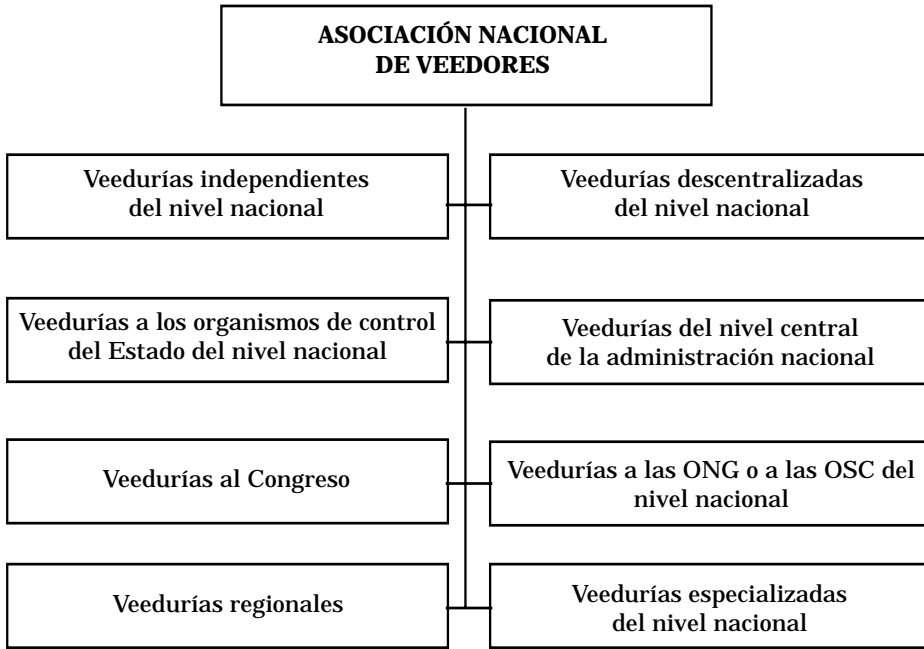 ASOCIACIÓN NACIONAL
DE VEEDORES
Veedurías independientes
del nivel nacional
Veedurías descentralizadas
del nivel nacional
Veedurías a los organismos de control
del Estado del nivel nacional
Veedurías del nivel central
de la administración nacional
Veedurías al Congreso
Veedurías a las ONG o a las OSC del
nivel nacional
Veedurías regionales
Veedurías especializadas
del nivel nacional